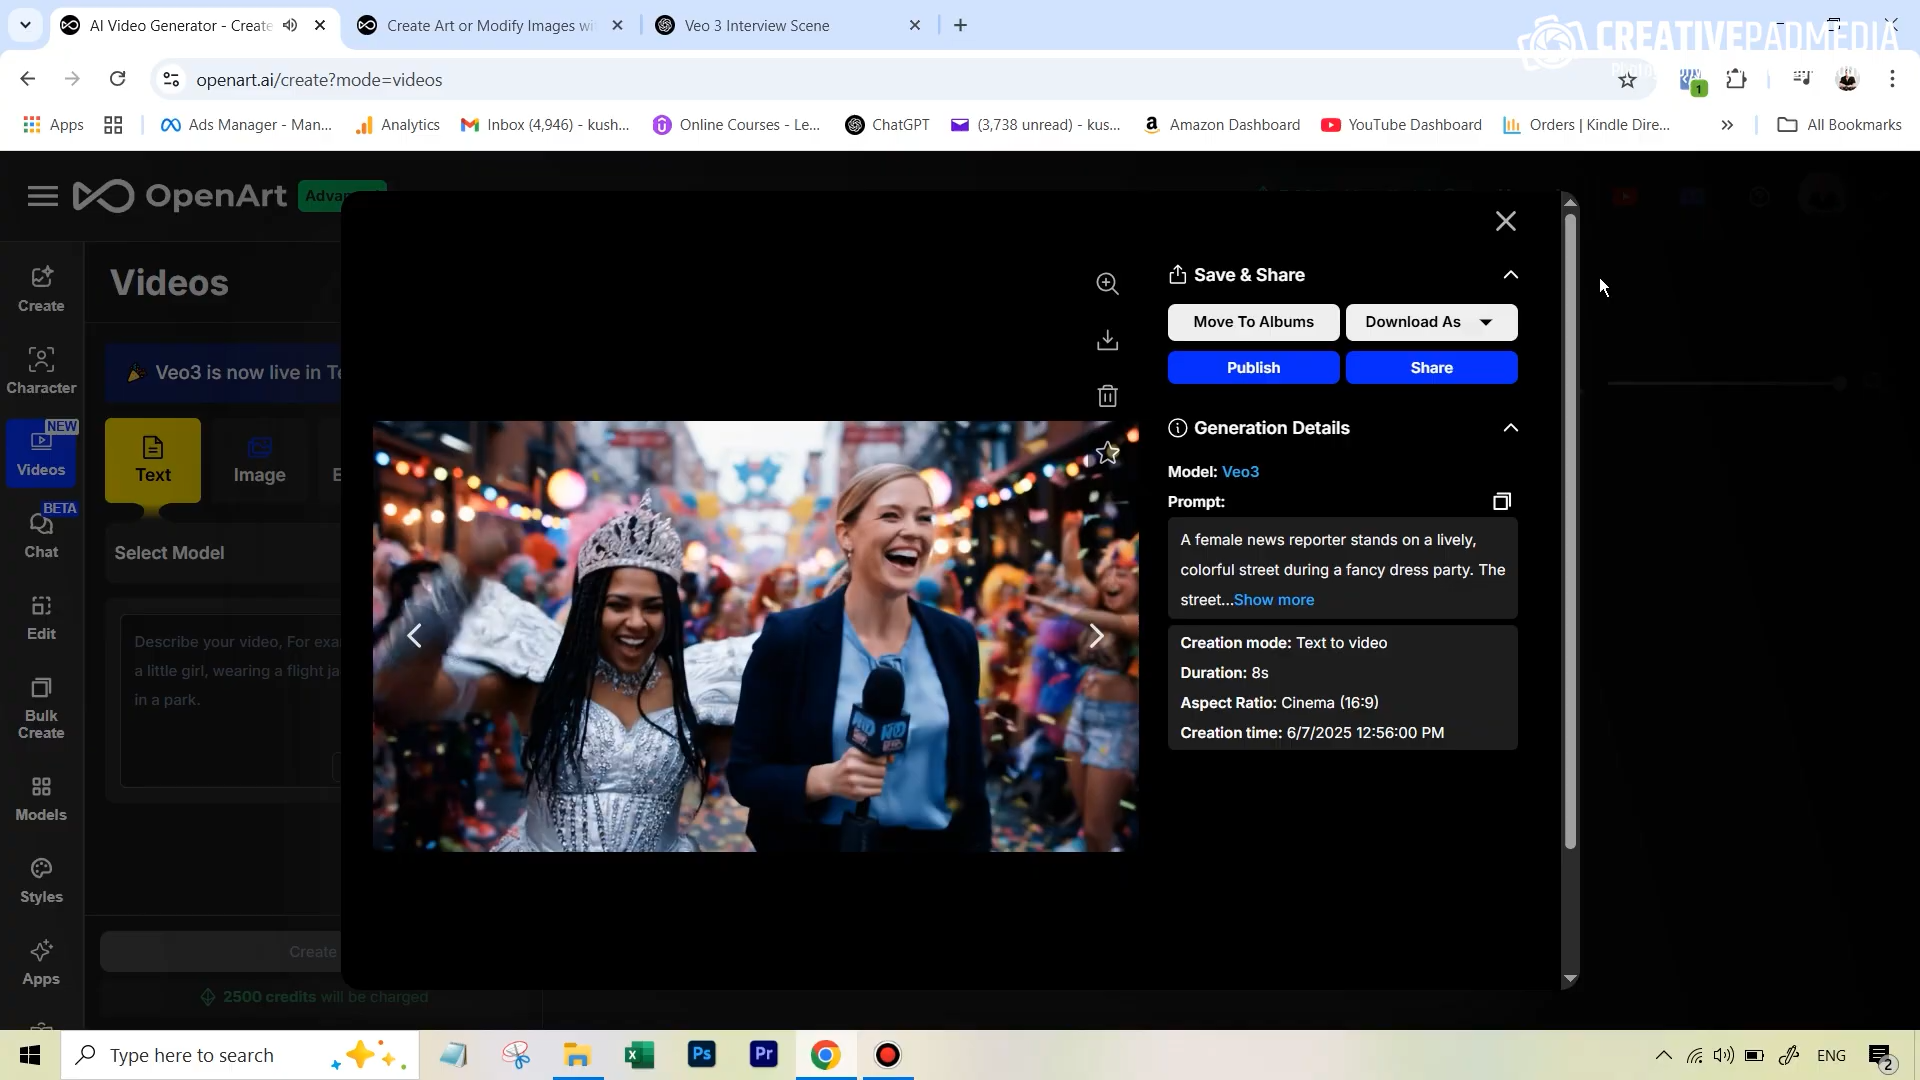 AI Video Generator - Create
Create Art or Modify Images wi
Veo 3 Interview Scene
CREATIVEPADMEDIA
openart.ai/create?mode=videos
1
Apps
Ads Manager - Man...
Analytics
Inbox (4,946) - kush...
Online Courses - Le...
ChatGPT
(3,738 unread) - kus...
Amazon Dashboard
YouTube Dashboard
Orders | Kindle Dire...
All Bookmarks
OpenArt
Advan
Create
Character
NEW
Videos
BETA
Chat
Edit
Bulk
Create
Models
Styles
Apps
Videos
Veo3 is now live in Te
Text
Image
E
Select Model
Describe your video, For exa
a little girl, wearing a flight ja
in a park.
Create
2500 credits will be charged
Save & Share
Move To Albums
Download As
Publish
Share
Generation Details
Model: Veo3
Prompt:
A female news reporter stands on a lively,
colorful street during a fancy dress party. The
street...Show more
Creation mode: Text to video
Duration: 8s
Aspect Ratio: Cinema (16:9)
Creation time: 6/7/2025 12:56:00 PM
Type here to search
Ps
Pr
ENG
2